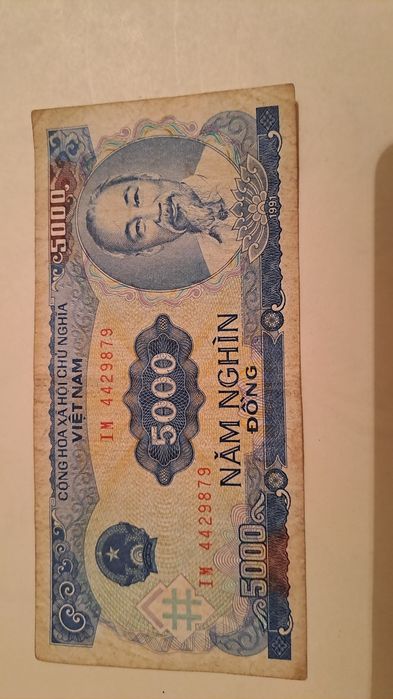 CỘNG HÒA XÃ HỘI CHỦ NGHĨA
VIỆT NAM
5000
IM 4429879
5000
1991
IM 4429879
NĂM NGHÌN
ĐỒNG
5000